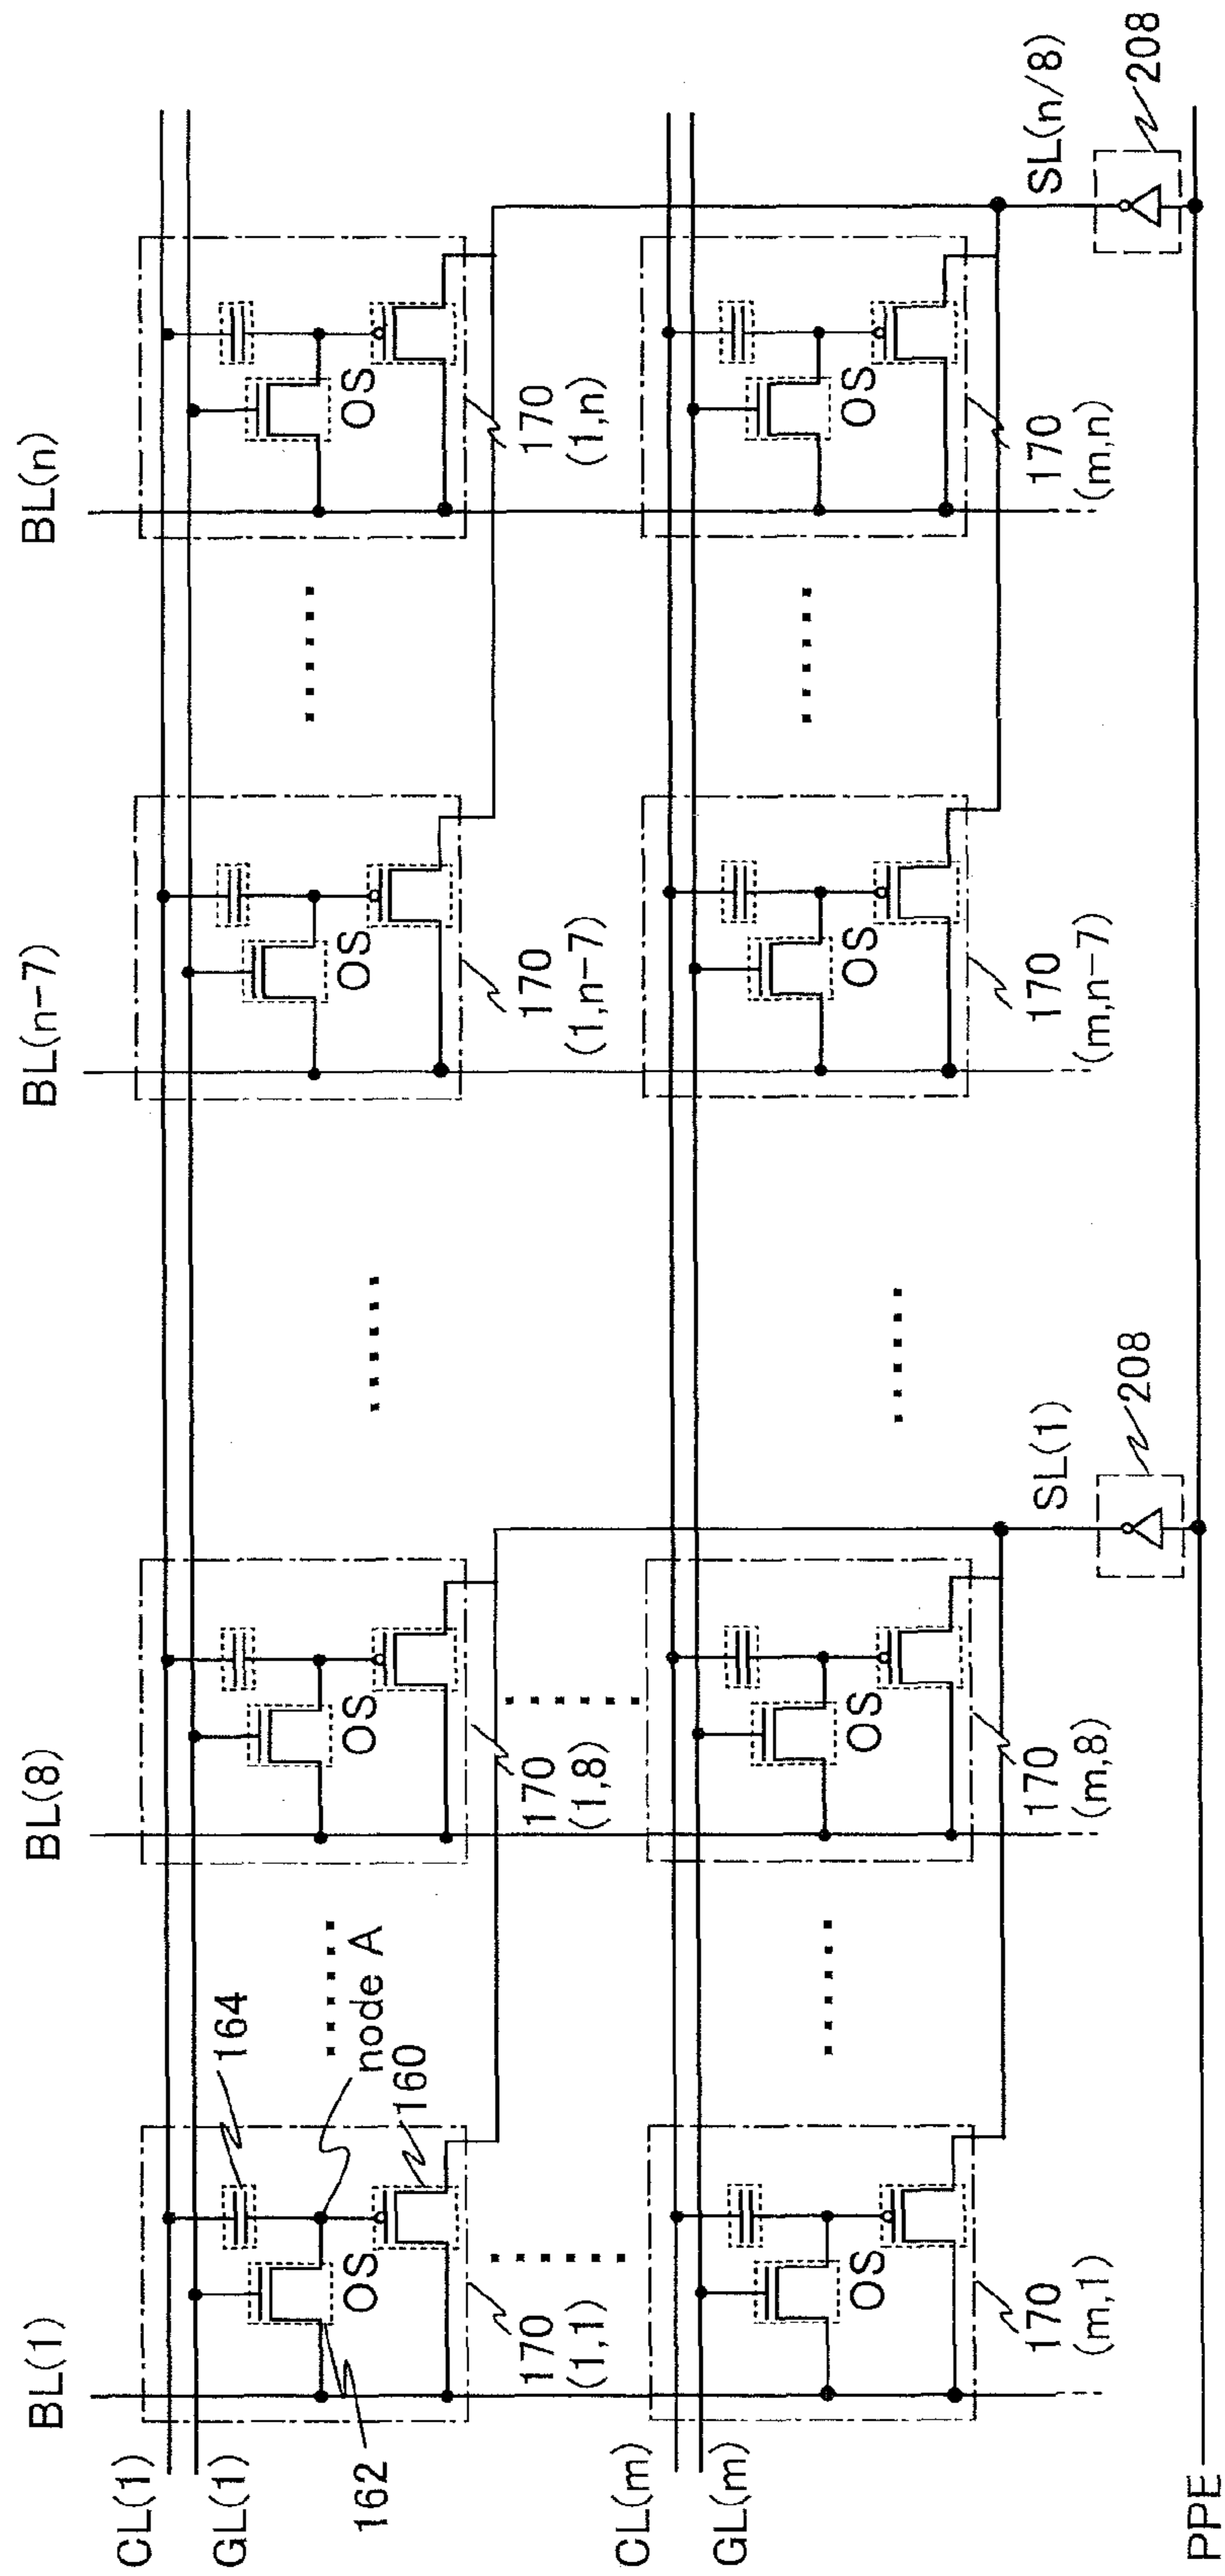 BL(1)
BL(8)
BL(n-7)
BL(n)
CL(1)
GL(1)
164
node A
OS
160
OS
OS
OS
162
170
(1,1)
170
(1,8)
170
(1,n-7)
170
(1,n)
CL(m)
GL(m)
OS
OS
OS
OS
170
(m,1)
170
(m,8)
170
(m,n-7)
170
(m,n)
SL(1)
SL(n/8)
208
208
PPE